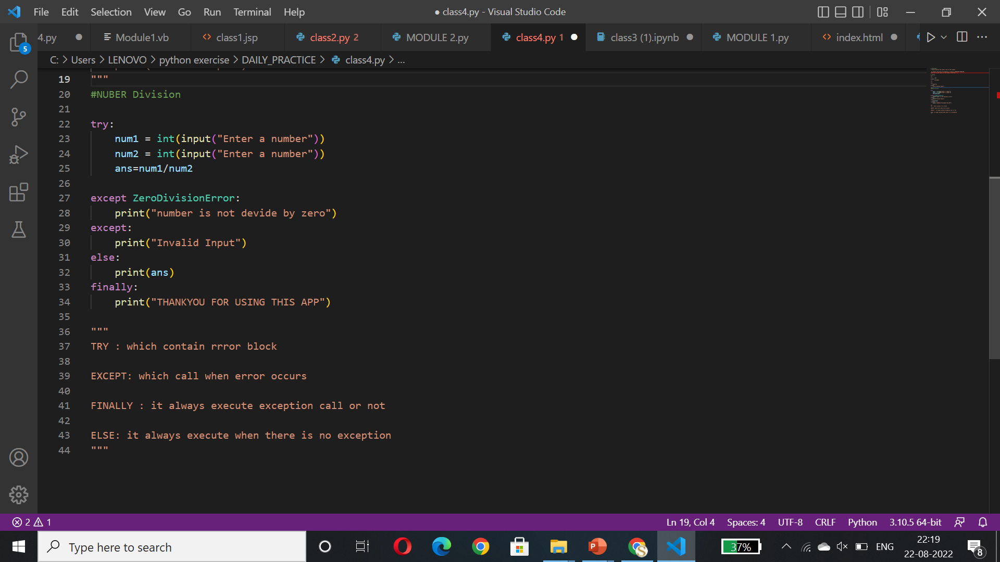 File Edit Selection View Go Run Terminal Help ● class4.py - Visual Studio Code
4.py Module1.vb class1.jsp class2.py 2 MODULE 2.py class4.py 1 class3 (1).ipynb MODULE 1.py index.html
5
C: > Users > LENOVO > python exercise > DAILY_PRACTICE > class4.py > ...
19 """
20 #NUBER Division
21
22 try:
23 num1 = int(input("Enter a number"))
24 num2 = int(input("Enter a number"))
25 ans=num1/num2
26
27 except ZeroDivisionError:
28 print("number is not devide by zero")
29 except:
30 print("Invalid Input")
31 else:
32 print(ans)
33 finally:
34 print("THANKYOU FOR USING THIS APP")
35
36 """
37 TRY : which contain rrror block
38
39 EXCEPT: which call when error occurs
40
41 FINALLY : it always execute exception call or not
42
43 ELSE: it always execute when there is no exception
44 """
2 1 Ln 19, Col 4 Spaces: 4 UTF-8 CRLF Python 3.10.5 64-bit
Type here to search 37% ENG 22:19
22-08-2022 8